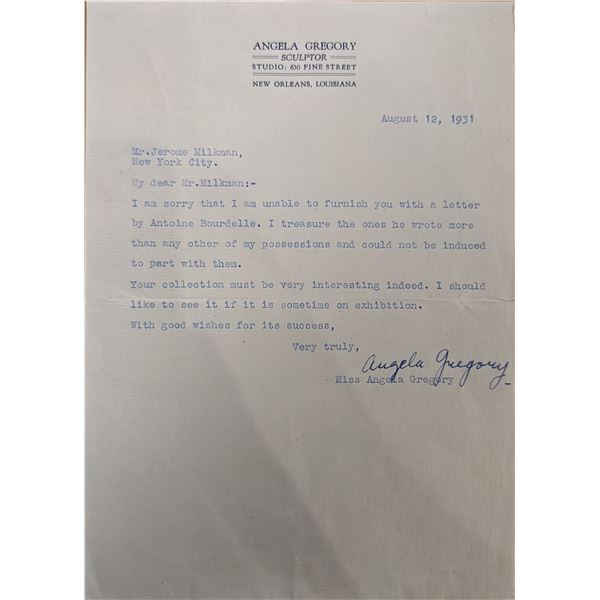 ANGELA GREGORY
SCULPTOR
STUDIO: 630 PINE STREET
NEW ORLEANS, LOUISIANA
August 12, 1931
Mr.Jerome Milkman,
New York City.
My dear Mr.Milkman:-
I am sorry that I am unable to furnish you with a letter
by Antoine Bourdelle. I treasure the ones he wrote more
than any other of my possessions and could not be induced
to part with them.
Your collection must be very interesting indeed. I should
like to see it if it is sometime on exhibition.
With good wishes for its success,
Very truly,
Angela Gregory
Miss Angela Gregory